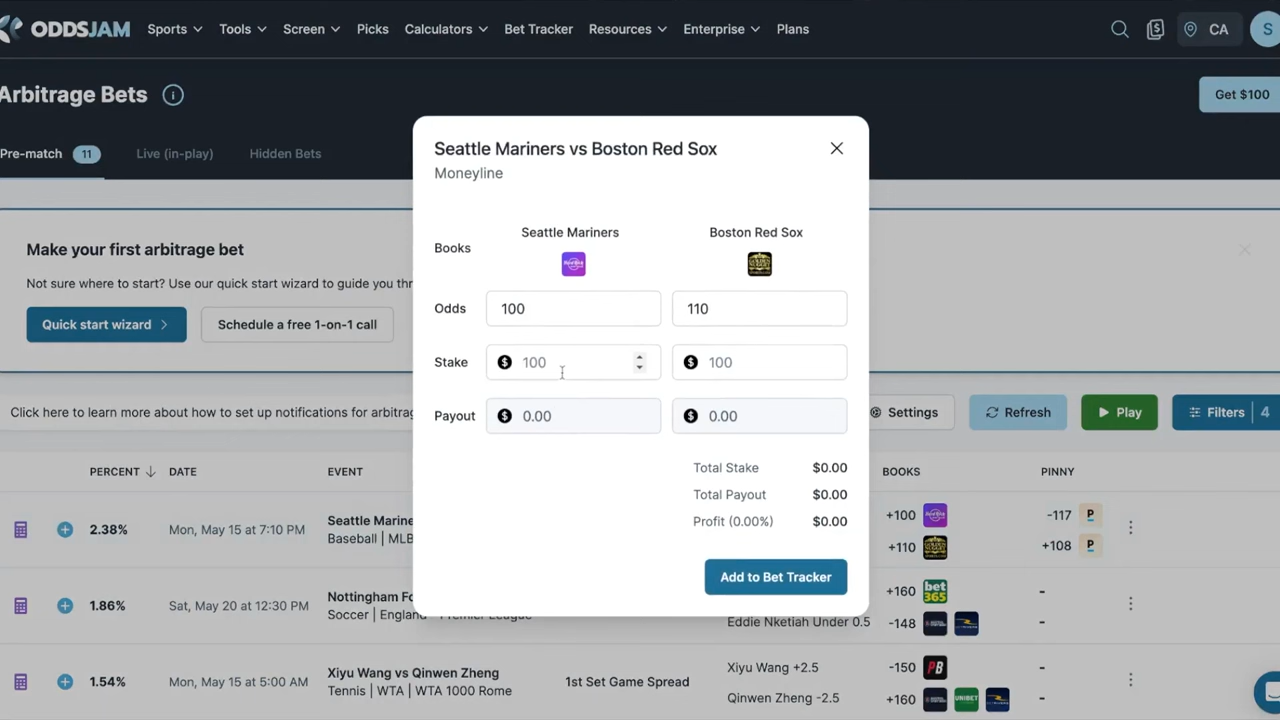 ODDSJAM Sports Tools Screen Picks Calculators Bet Tracker Resources Enterprise Plans CA S
Arbitrage Bets i Get $100
Pre-match 11 Live (in-play) Hidden Bets
Seattle Mariners vs Boston Red Sox
Moneyline
Make your first arbitrage bet
Not sure where to start? Use our quick start wizard to guide you thr
Quick start wizard Schedule a free 1-on-1 call
Books Seattle Mariners Boston Red Sox
Odds 100 110
Stake $ 100 $ 100
Payout $ 0.00 $ 0.00
Total Stake $0.00
Total Payout $0.00
Profit (0.00%) $0.00
Add to Bet Tracker
Click here to learn more about how to set up notifications for arbitrag
Settings Refresh Play Filters 4
PERCENT DATE EVENT BOOKS PINNY
2.38% Mon, May 15 at 7:10 PM Seattle Marine
Baseball | MLB
+100 -117 P
+110 +108 P
1.86% Sat, May 20 at 12:30 PM Nottingham Fo
Soccer | England - Premier League
+160 bet365 -
Eddie Nketiah Under 0.5 -148 -
1.54% Mon, May 15 at 5:00 AM Xiyu Wang vs Qinwen Zheng
Tennis | WTA | WTA 1000 Rome
1st Set Game Spread
Xiyu Wang +2.5 -150 PB -
Qinwen Zheng -2.5 +160 UNIBET -